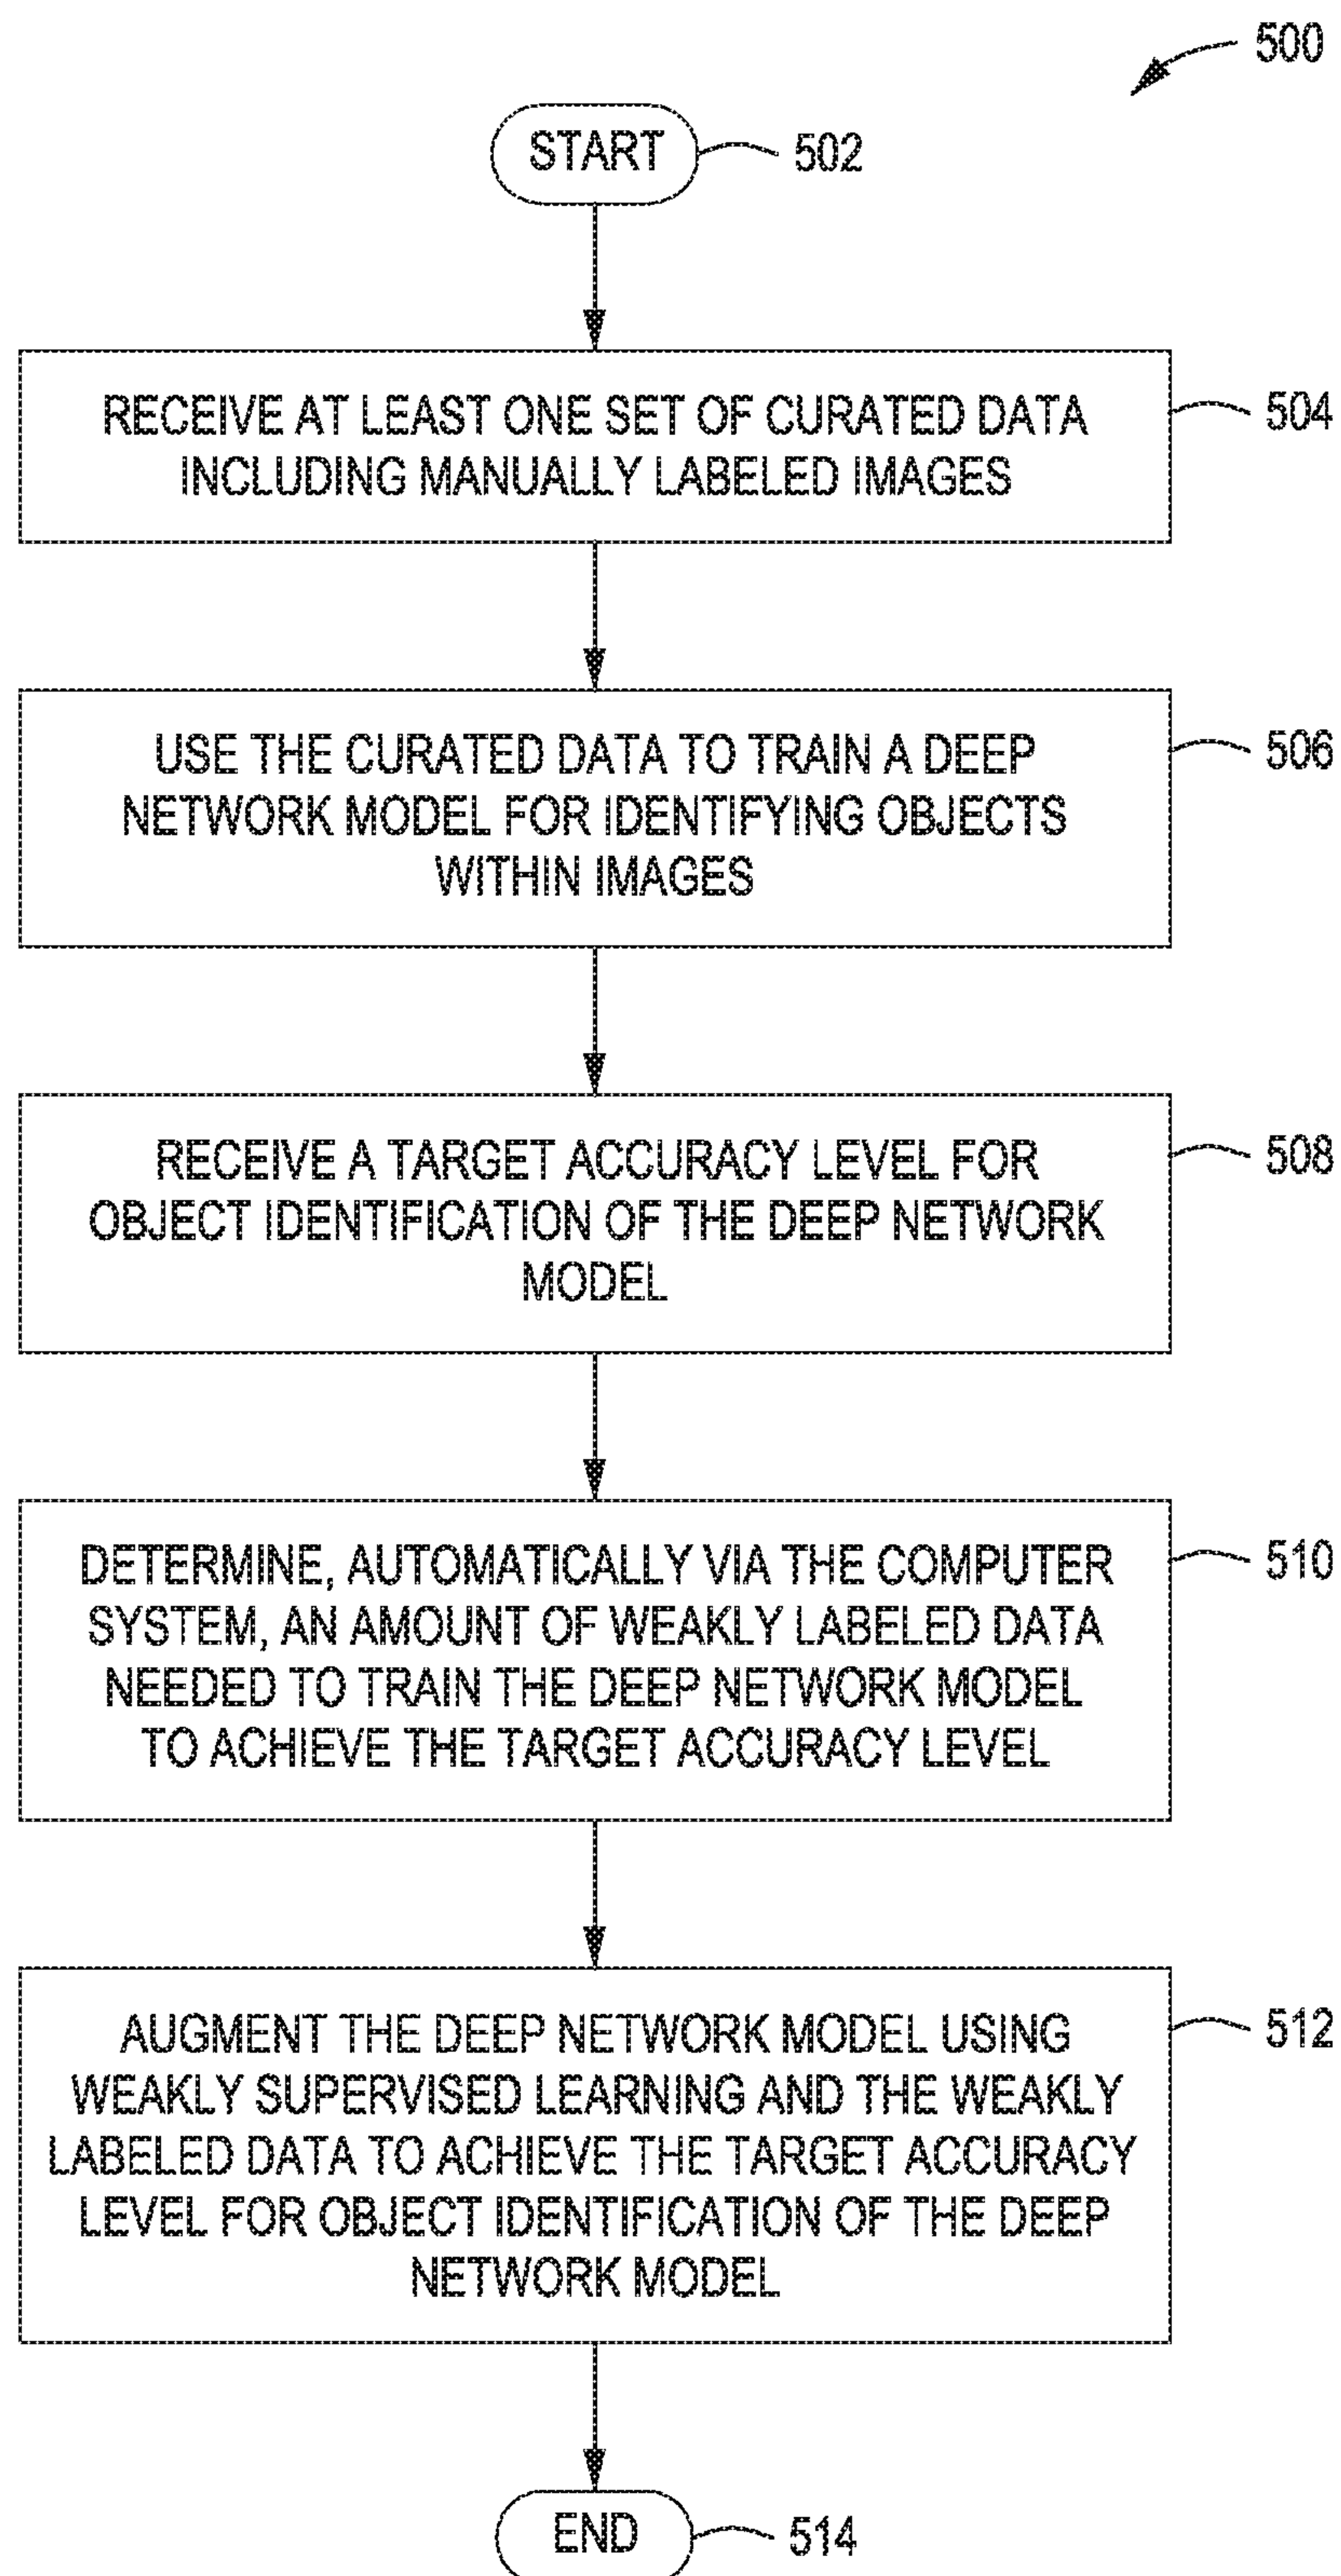 500
START
502
RECEIVE AT LEAST ONE SET OF CURATED DATA
INCLUDING MANUALLY LABELED IMAGES
504
USE THE CURATED DATA TO TRAIN A DEEP
NETWORK MODEL FOR IDENTIFYING OBJECTS
WITHIN IMAGES
506
RECEIVE A TARGET ACCURACY LEVEL FOR
OBJECT IDENTIFICATION OF THE DEEP NETWORK
MODEL
508
DETERMINE, AUTOMATICALLY VIA THE COMPUTER
SYSTEM, AN AMOUNT OF WEAKLY LABELED DATA
NEEDED TO TRAIN THE DEEP NETWORK MODEL
TO ACHIEVE THE TARGET ACCURACY LEVEL
510
AUGMENT THE DEEP NETWORK MODEL USING
WEAKLY SUPERVISED LEARNING AND THE WEAKLY
LABELED DATA TO ACHIEVE THE TARGET ACCURACY
LEVEL FOR OBJECT IDENTIFICATION OF THE DEEP
NETWORK MODEL
512
END
514